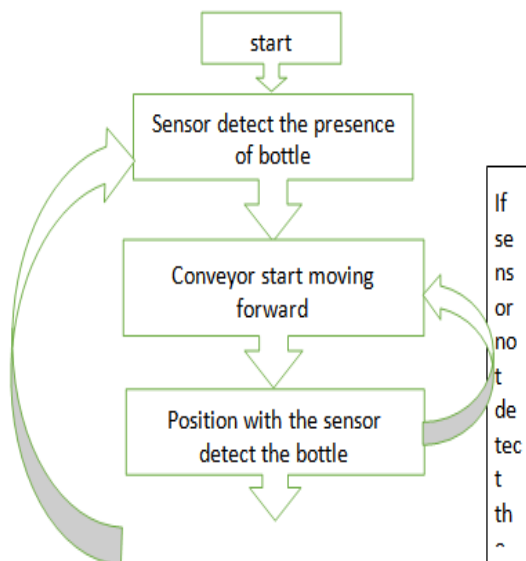 start
Sensor detect the presence
of bottle
Conveyor start moving
forward
Position with the sensor
detect the bottle
If
se
ns
or
no
t
de
tec
t
th